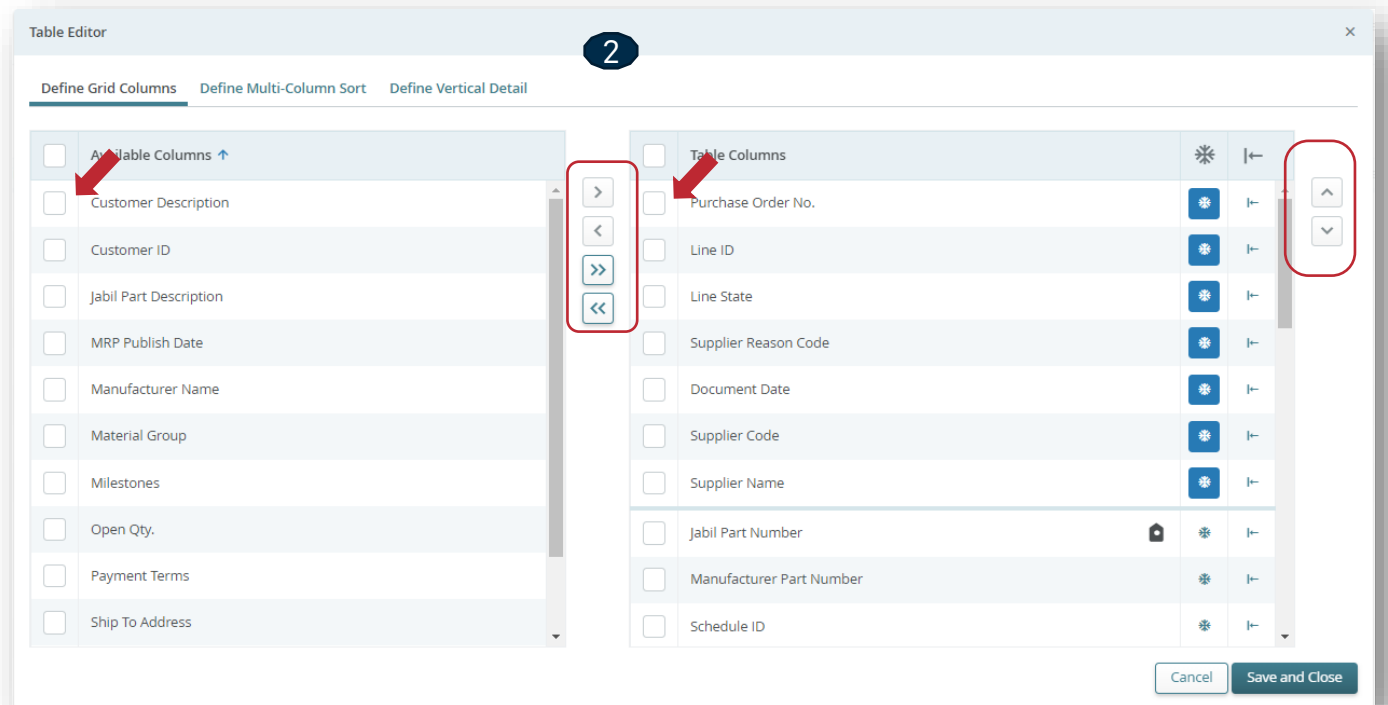 Table Editor
2
Define Grid Columns Define Multi-Column Sort Define Vertical Detail
Available Columns
Customer Description
Customer ID
Jabil Part Description
MRP Publish Date
Manufacturer Name
Material Group
Milestones
Open Qty.
Payment Terms
Ship To Address
Table Columns
Purchase Order No.
Line ID
Line State
Supplier Reason Code
Document Date
Supplier Code
Supplier Name
Jabil Part Number
Manufacturer Part Number
Schedule ID
Cancel
Save and Close